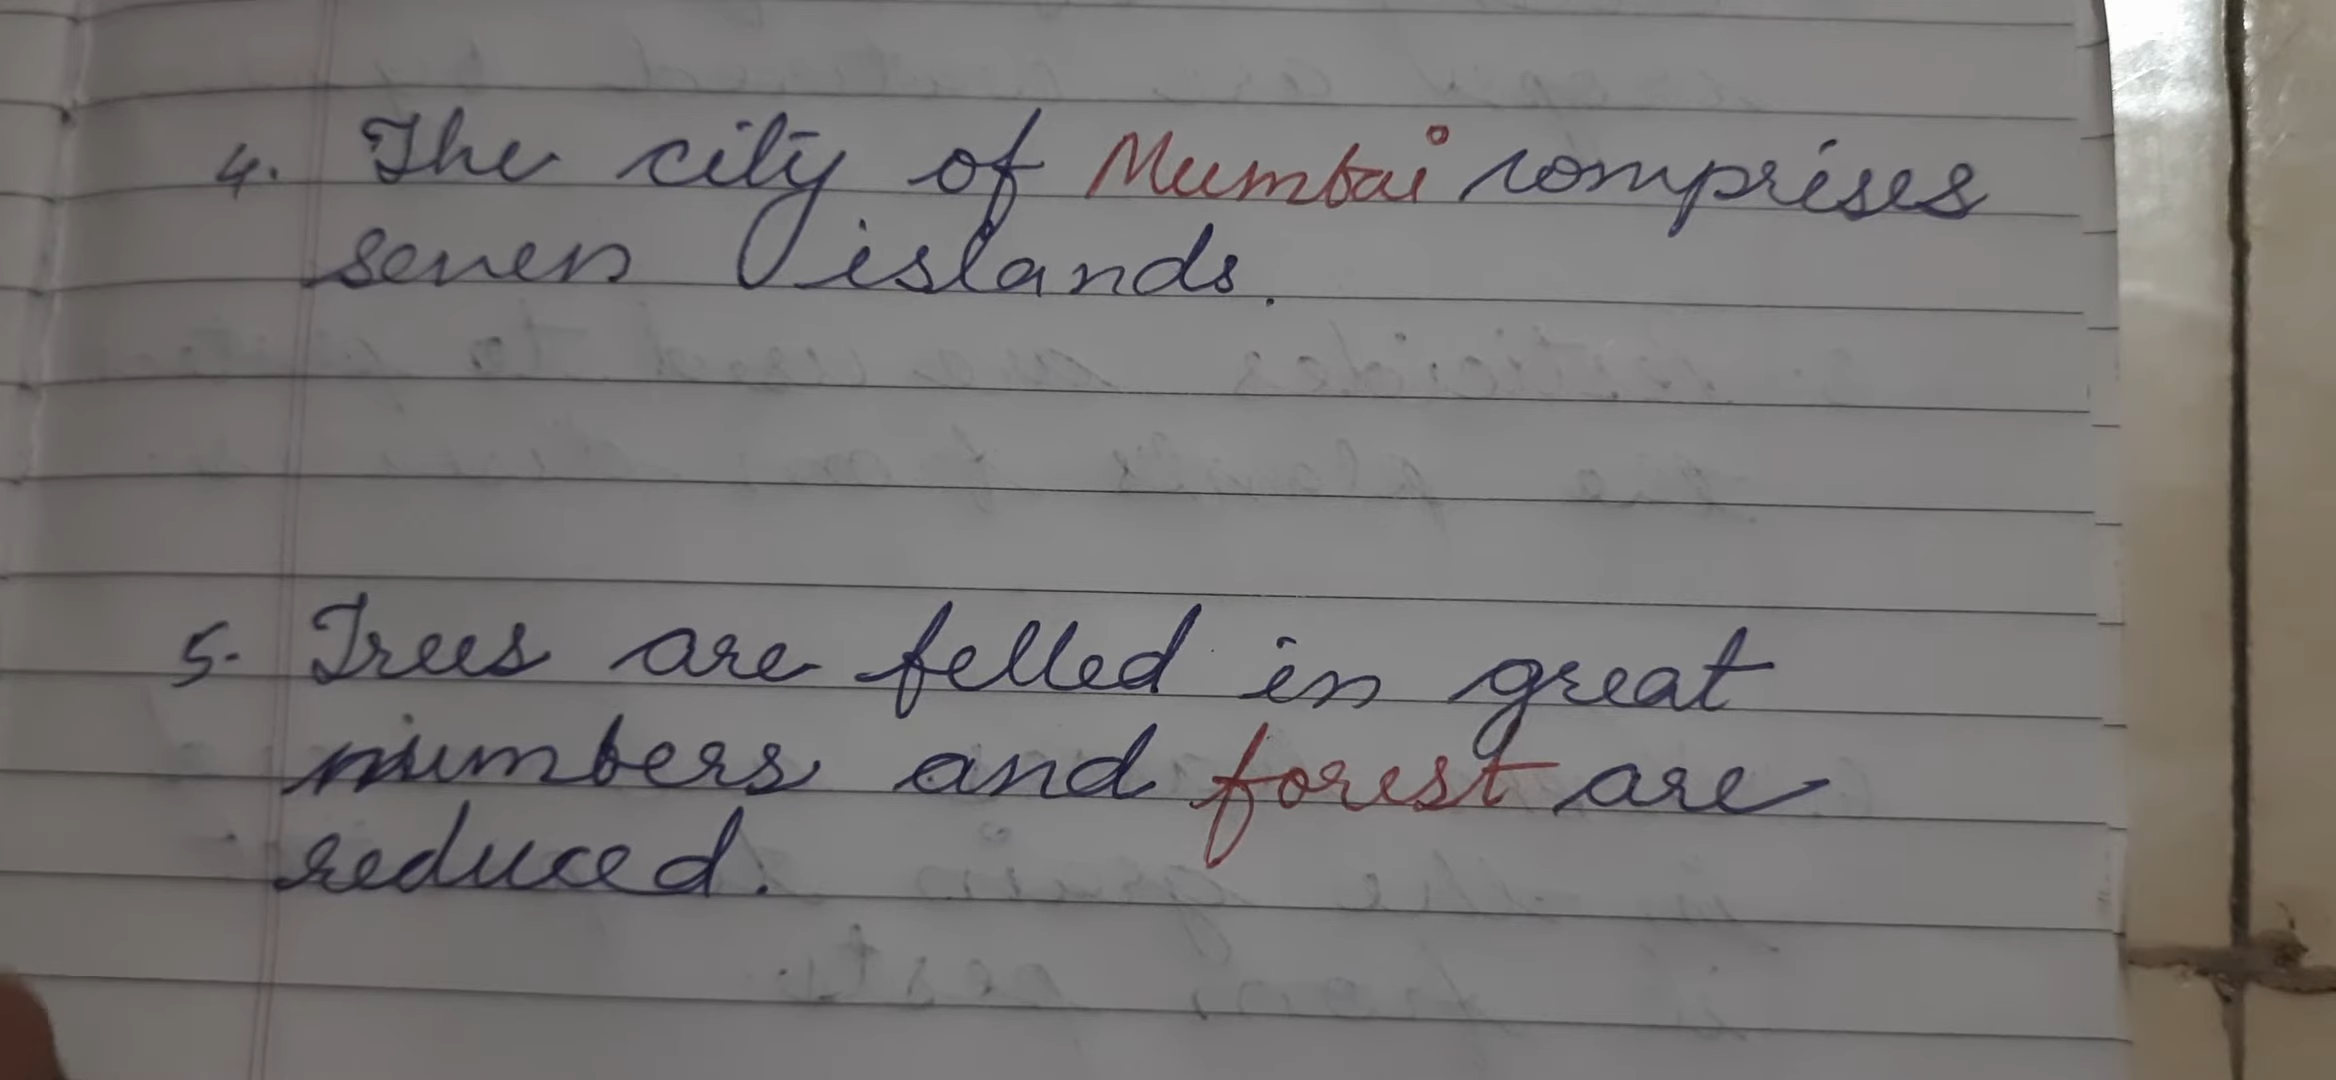 4. The city of Mumbai comprises
seven islands.
5. Trees are felled in great
numbers and forest are
reduced.